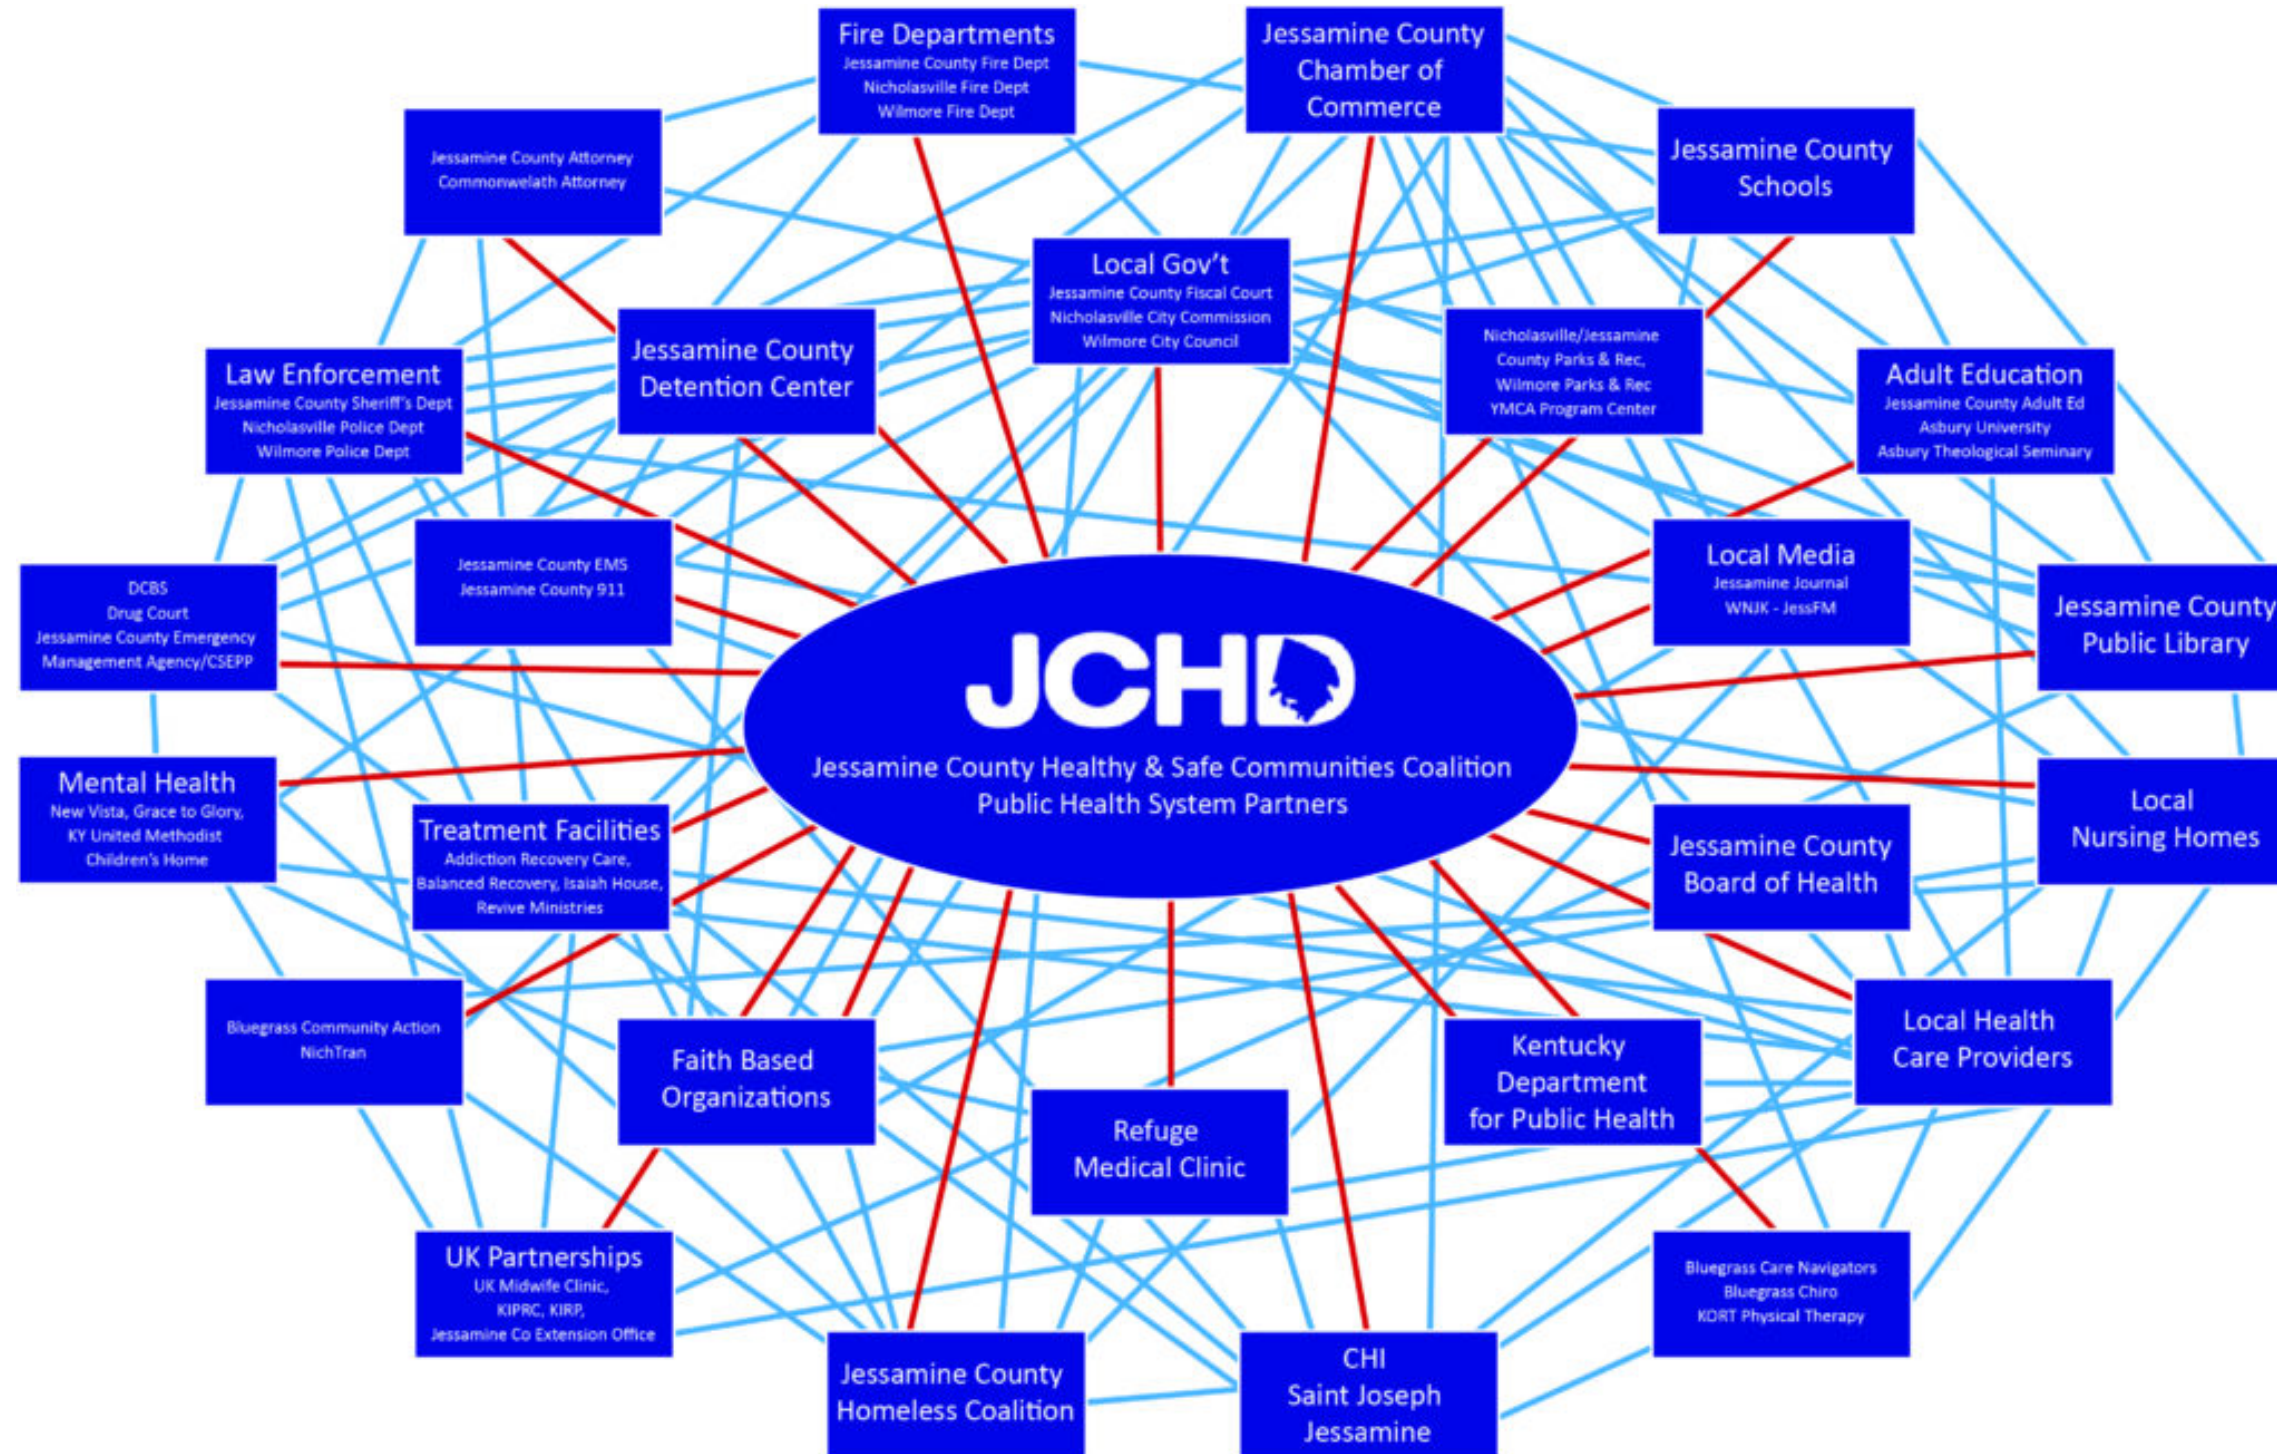 Fire Departments
Jessamine County Fire Dept
Nicholasville Fire Dept
Wilmore Fire Dept
Jessamine County
Chamber of
Commerce
Jessamine County Attorney
Commonwelath Attorney
Jessamine County
Schools
Local Gov't
Jessamine County Fiscal Court
Nicholasville City Commission
Wilmore City Council
Jessamine County
Detention Center
Nicholasville/Jessamine
County Parks & Rec,
Wilmore Parks & Rec
YMCA Program Center
Law Enforcement
Jessamine County Sheriff's Dept
Nicholasville Police Dept
Wilmore Police Dept
Adult Education
Jessamine County Adult Ed
Asbury University
Asbury Theological Seminary
Jessamine County EMS
Jessamine County 911
Local Media
Jessamine Journal
WNJK - JessFM
DCBS
Drug Court
Jessamine County Emergency
Management Agency/CSEPP
Jessamine County
Public Library
JCHD
Jessamine County Healthy & Safe Communities Coalition
Public Health System Partners
Mental Health
New Vista, Grace to Glory,
KY United Methodist
Children's Home
Local
Nursing Homes
Treatment Facilities
Addiction Recovery Care,
Balanced Recovery, Isaiah House,
Revive Ministries
Jessamine County
Board of Health
Bluegrass Community Action
NichTran
Local Health
Care Providers
Faith Based
Organizations
Kentucky
Department
for Public Health
Refuge
Medical Clinic
UK Partnerships
UK Midwife Clinic,
KIPRC, KIRP,
Jessamine Co Extension Office
Bluegrass Care Navigators
Bluegrass Chiro
KORT Physical Therapy
Jessamine County
Homeless Coalition
CHI
Saint Joseph
Jessamine